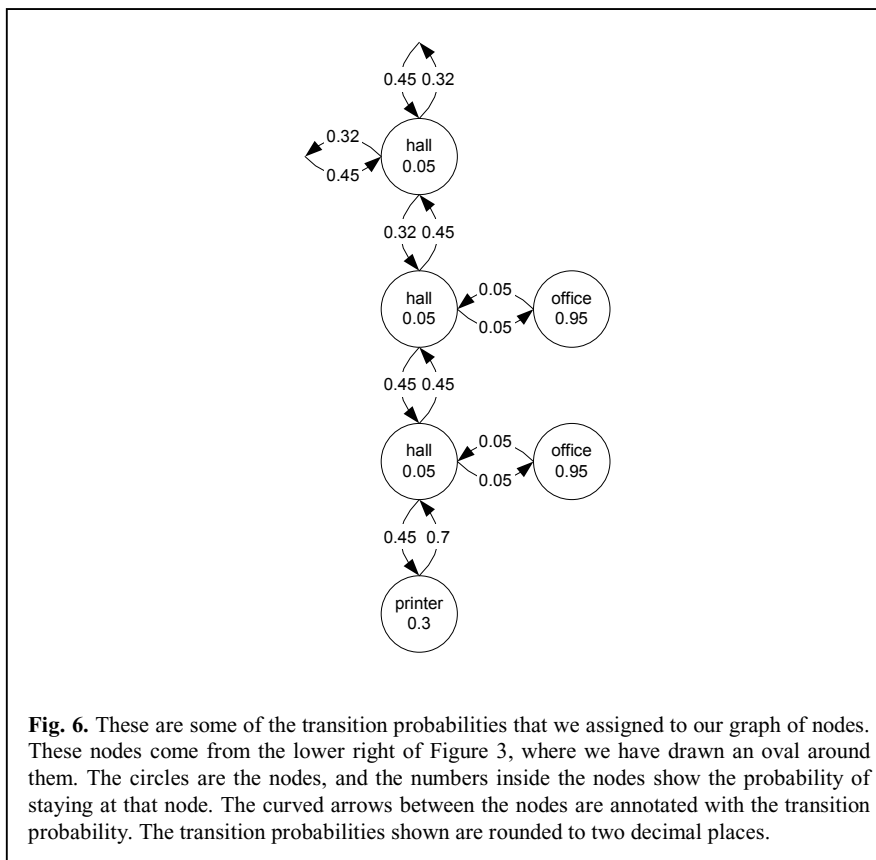 0.45 0.32
hall
0.05
0.32
0.45
0.32 0.45
hall
0.05
0.05
0.05
office
0.95
0.45 0.45
hall
0.05
0.05
0.05
office
0.95
0.45 0.7
printer
0.3
Fig. 6. These are some of the transition probabilities that we assigned to our graph of nodes.
These nodes come from the lower right of Figure 3, where we have drawn an oval around
them. The circles are the nodes, and the numbers inside the nodes show the probability of
staying at that node. The curved arrows between the nodes are annotated with the transition
probability. The transition probabilities shown are rounded to two decimal places.